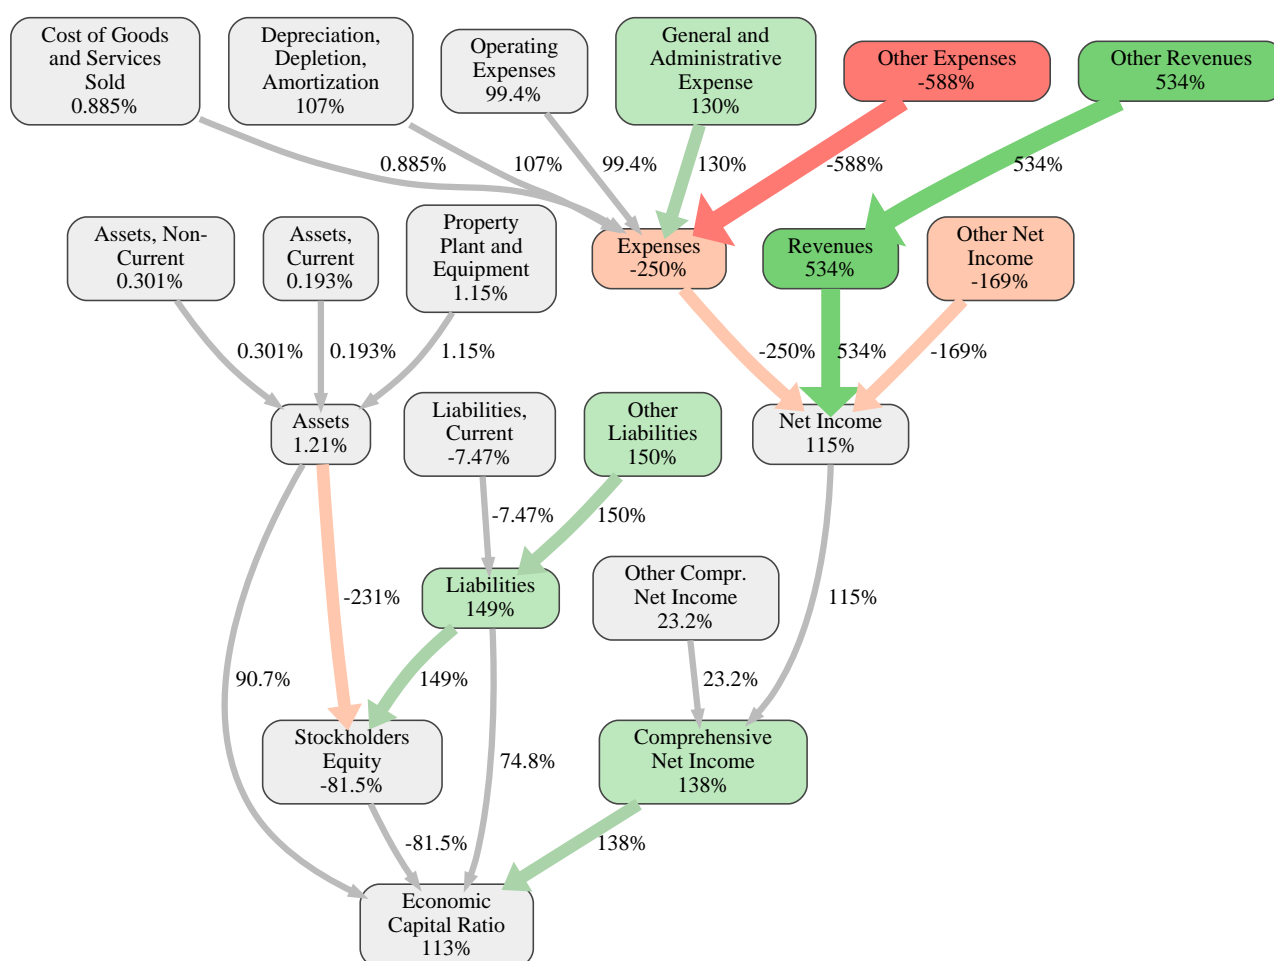 Cost of Goods
and Services
Sold
0.885%
Depreciation,
Depletion,
Amortization
107%
Operating
Expenses
99.4%
General and
Administrative
Expense
130%
Other Expenses
-588%
Other Revenues
534%
0.885%
107%
99.4%
130%
-588%
534%
Assets, Non-
Current
0.301%
Assets,
Current
0.193%
Property
Plant and
Equipment
1.15%
Expenses
-250%
Revenues
534%
Other Net
Income
-169%
0.301%
0.193%
1.15%
-250%
534%
-169%
Assets
1.21%
Liabilities,
Current
-7.47%
Other
Liabilities
150%
Net Income
115%
-7.47%
150%
Liabilities
149%
Other Compr.
Net Income
23.2%
-231%
115%
90.7%
149%
23.2%
Stockholders
Equity
-81.5%
74.8%
Comprehensive
Net Income
138%
-81.5%
138%
Economic
Capital Ratio
113%